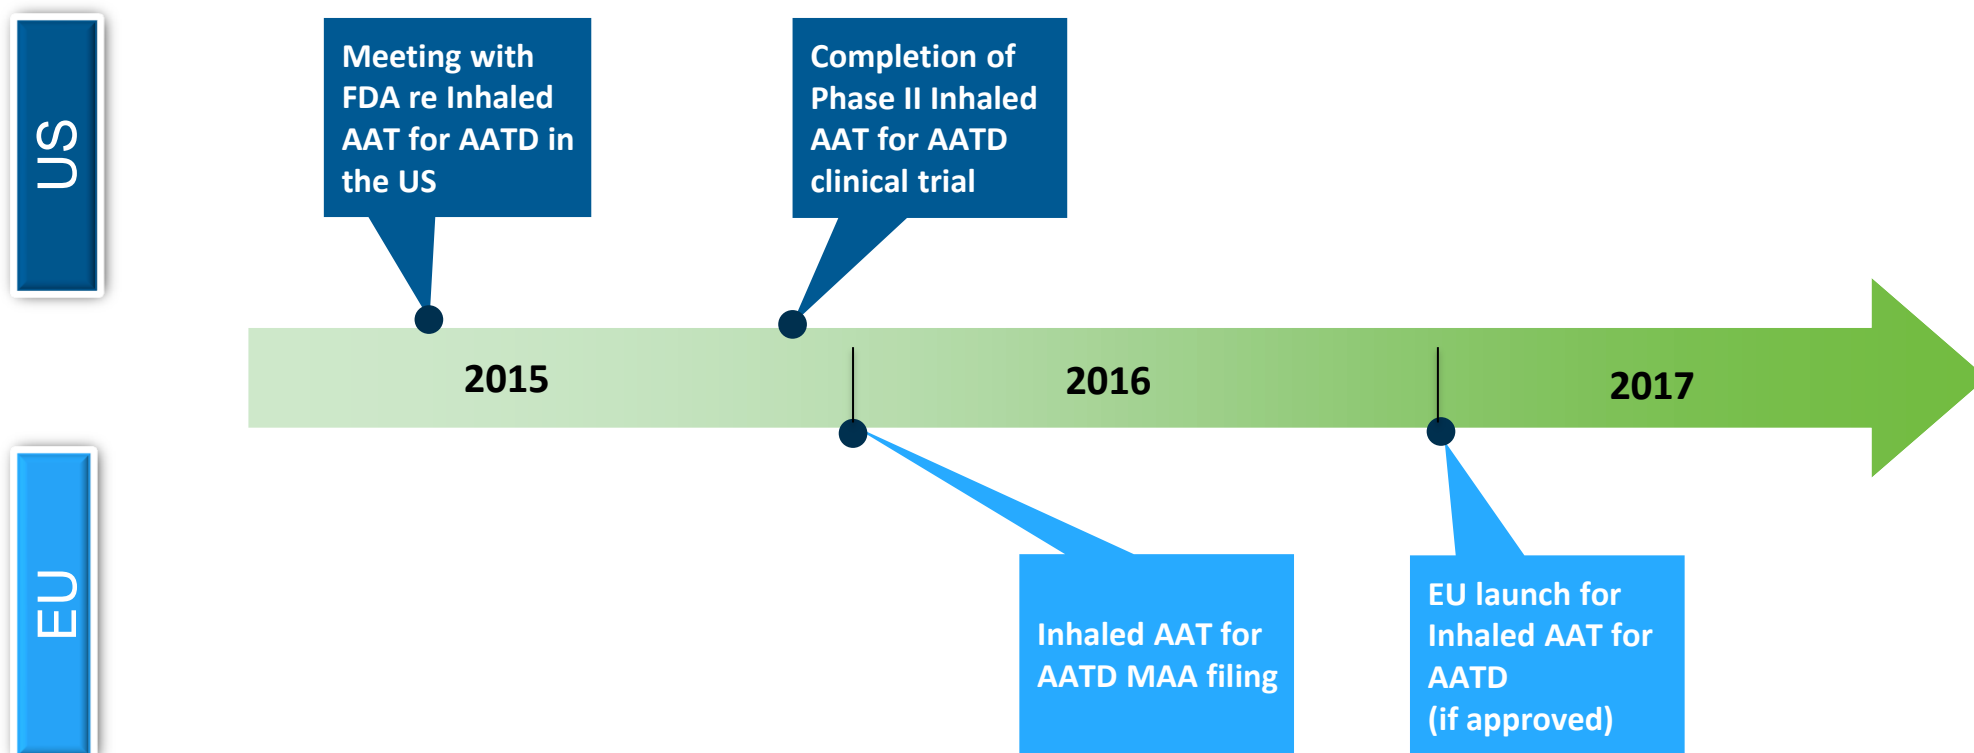 US
Meeting with
FDA re Inhaled
AAT for AATD in
the US
Completion of
Phase II Inhaled
AAT for AATD
clinical trial
2015
2016
2017
EU
Inhaled AAT for
AATD MAA filing
EU launch for
Inhaled AAT for
AATD
(if approved)